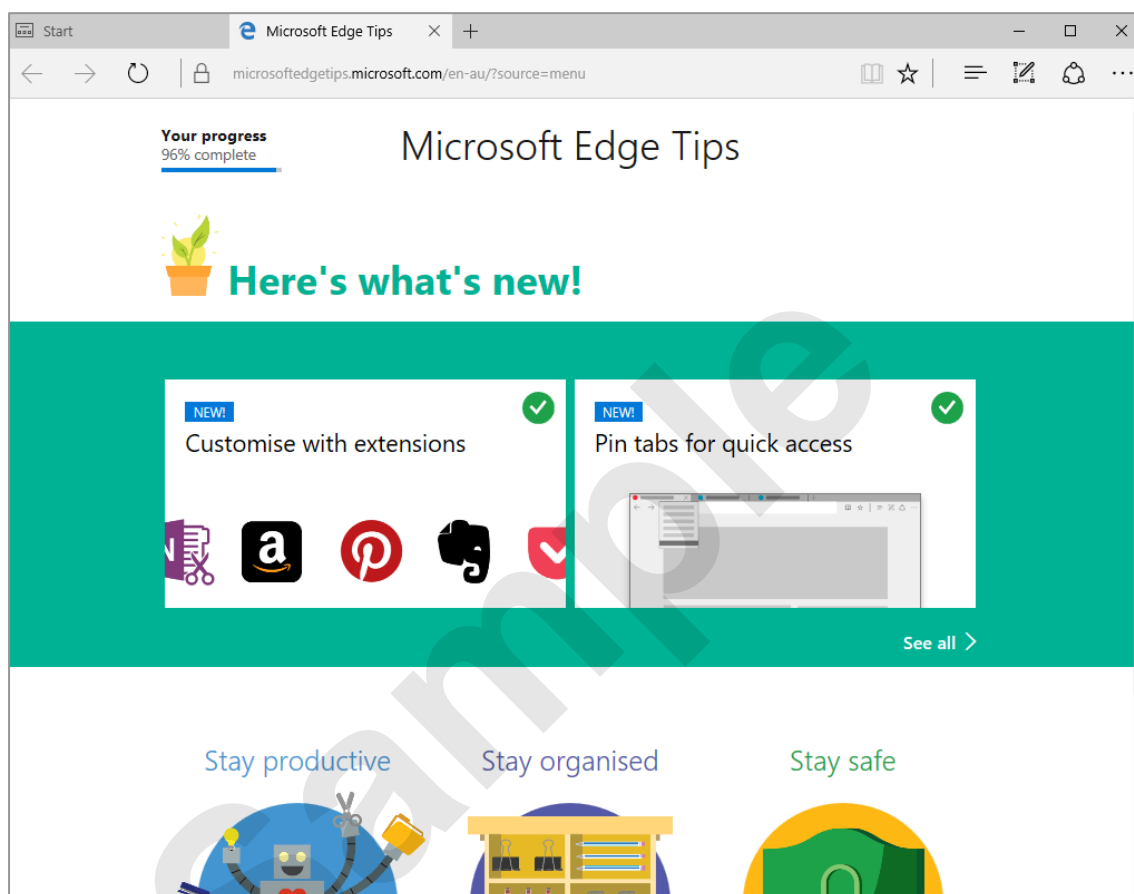 Start
Microsoft Edge Tips
microsoftedgetips.microsoft.com/en-au/?source=menu
Your progress
96% complete
Microsoft Edge Tips
Here's what's new!
NEW!
Customise with extensions
NEW!
Pin tabs for quick access
See all
Stay productive
Stay organised
Stay safe
Sample